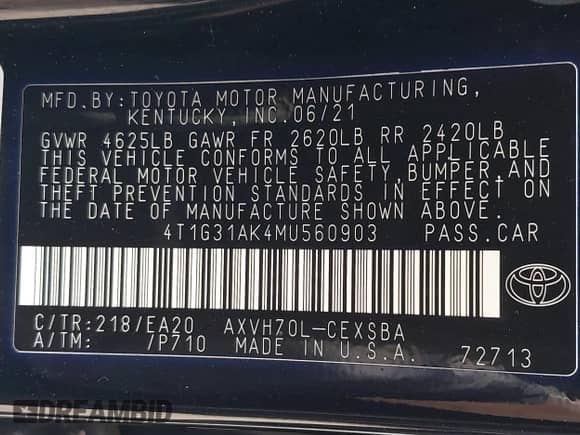 MFD.BY:TOYOTA MOTOR MANUFACTURING,
KENTUCKY,INC.06/21
GVWR 4625LB GAWR FR 2620LB RR 2420LB
THIS VEHICLE CONFORMS TO ALL APPLICABLE
FEDERAL MOTOR VEHICLE SAFETY,BUMPER,AND
THEFT PREVENTION STANDARDS IN EFFECT ON
THE DATE OF MANUFACTURE SHOWN ABOVE.
4T1G31AK4MU560903 PASS.CAR
C/TR:218/EA20 AXVH70L-CEXSBA
A/TM: /P710 MADE IN U.S.A. 72713
DREAMBID